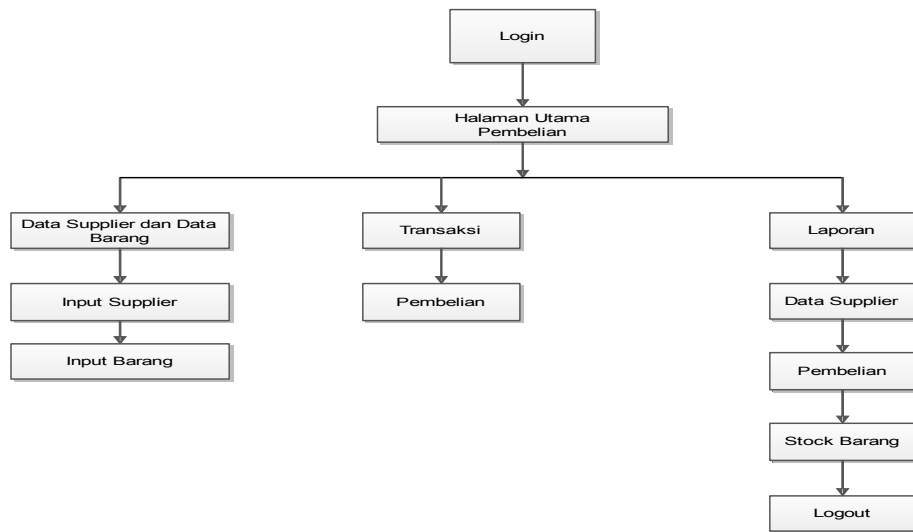 Login
Halaman Utama
Pembelian
Data Supplier dan Data
Barang
Transaksi
Laporan
Input Supplier
Pembelian
Data Supplier
Input Barang
Pembelian
Stock Barang
Logout